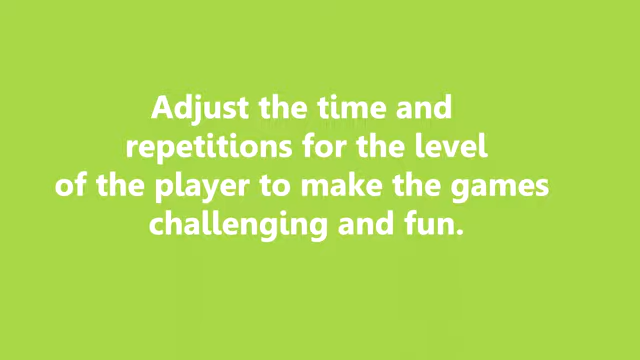 Adjust the time and
repetitions for the level
of the player to make the games
challenging and fun.